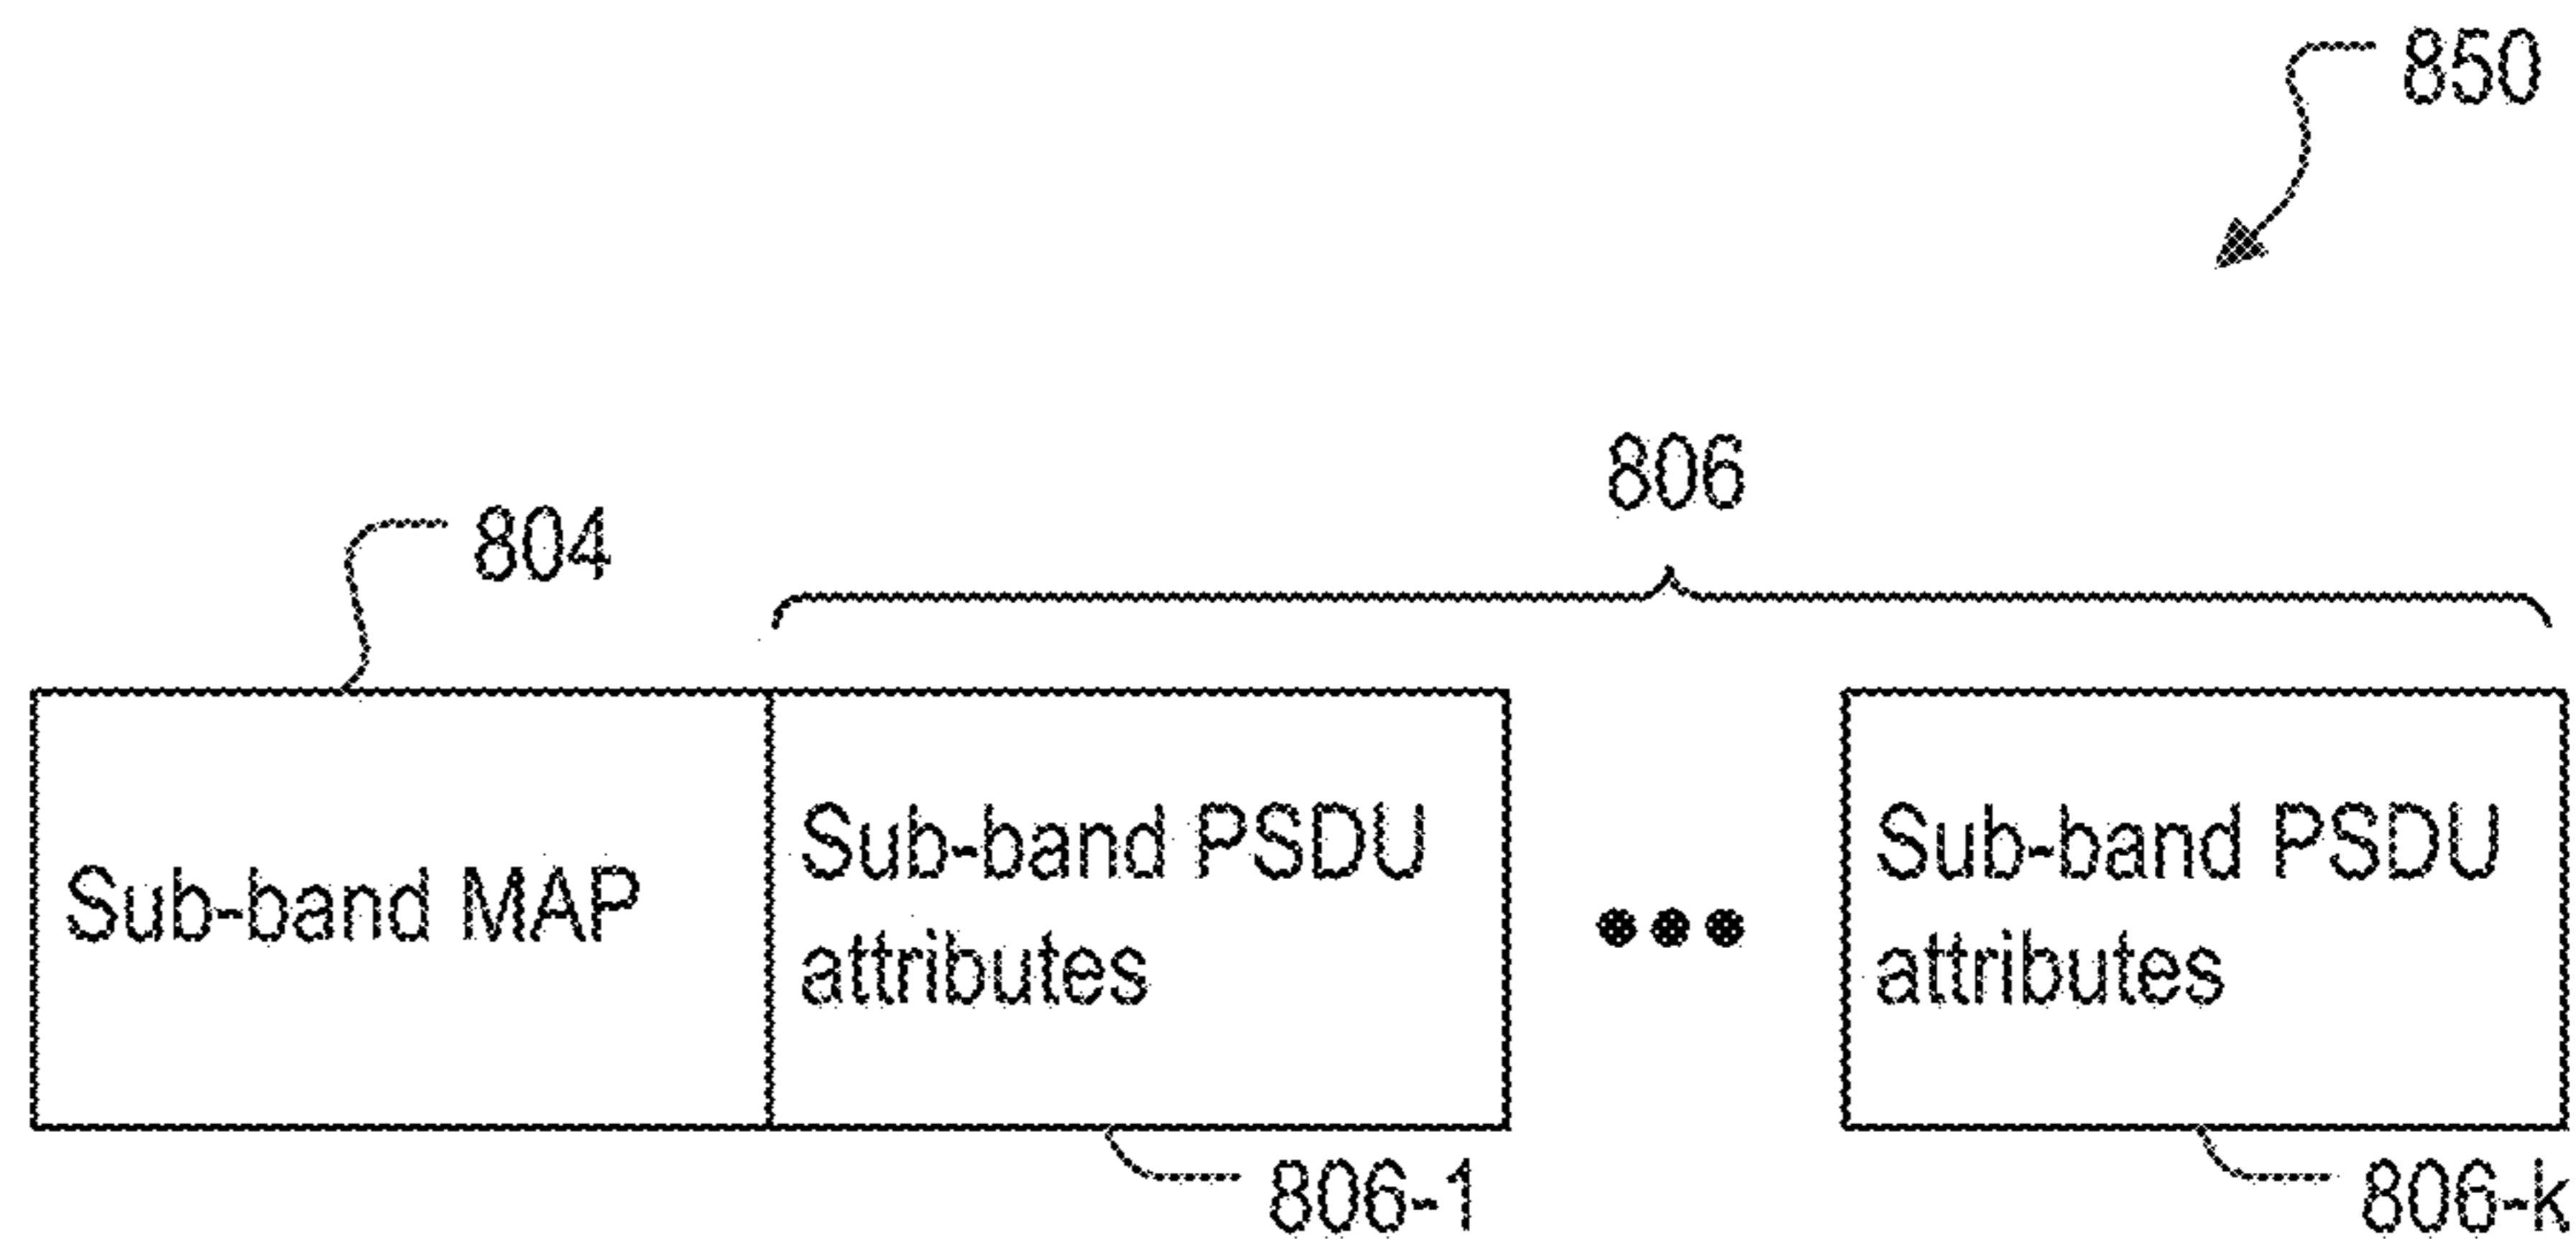 850
806
804
Sub-band MAP
Sub-band PSDU
attributes
Sub-band PSDU
attributes
806-1
806-k